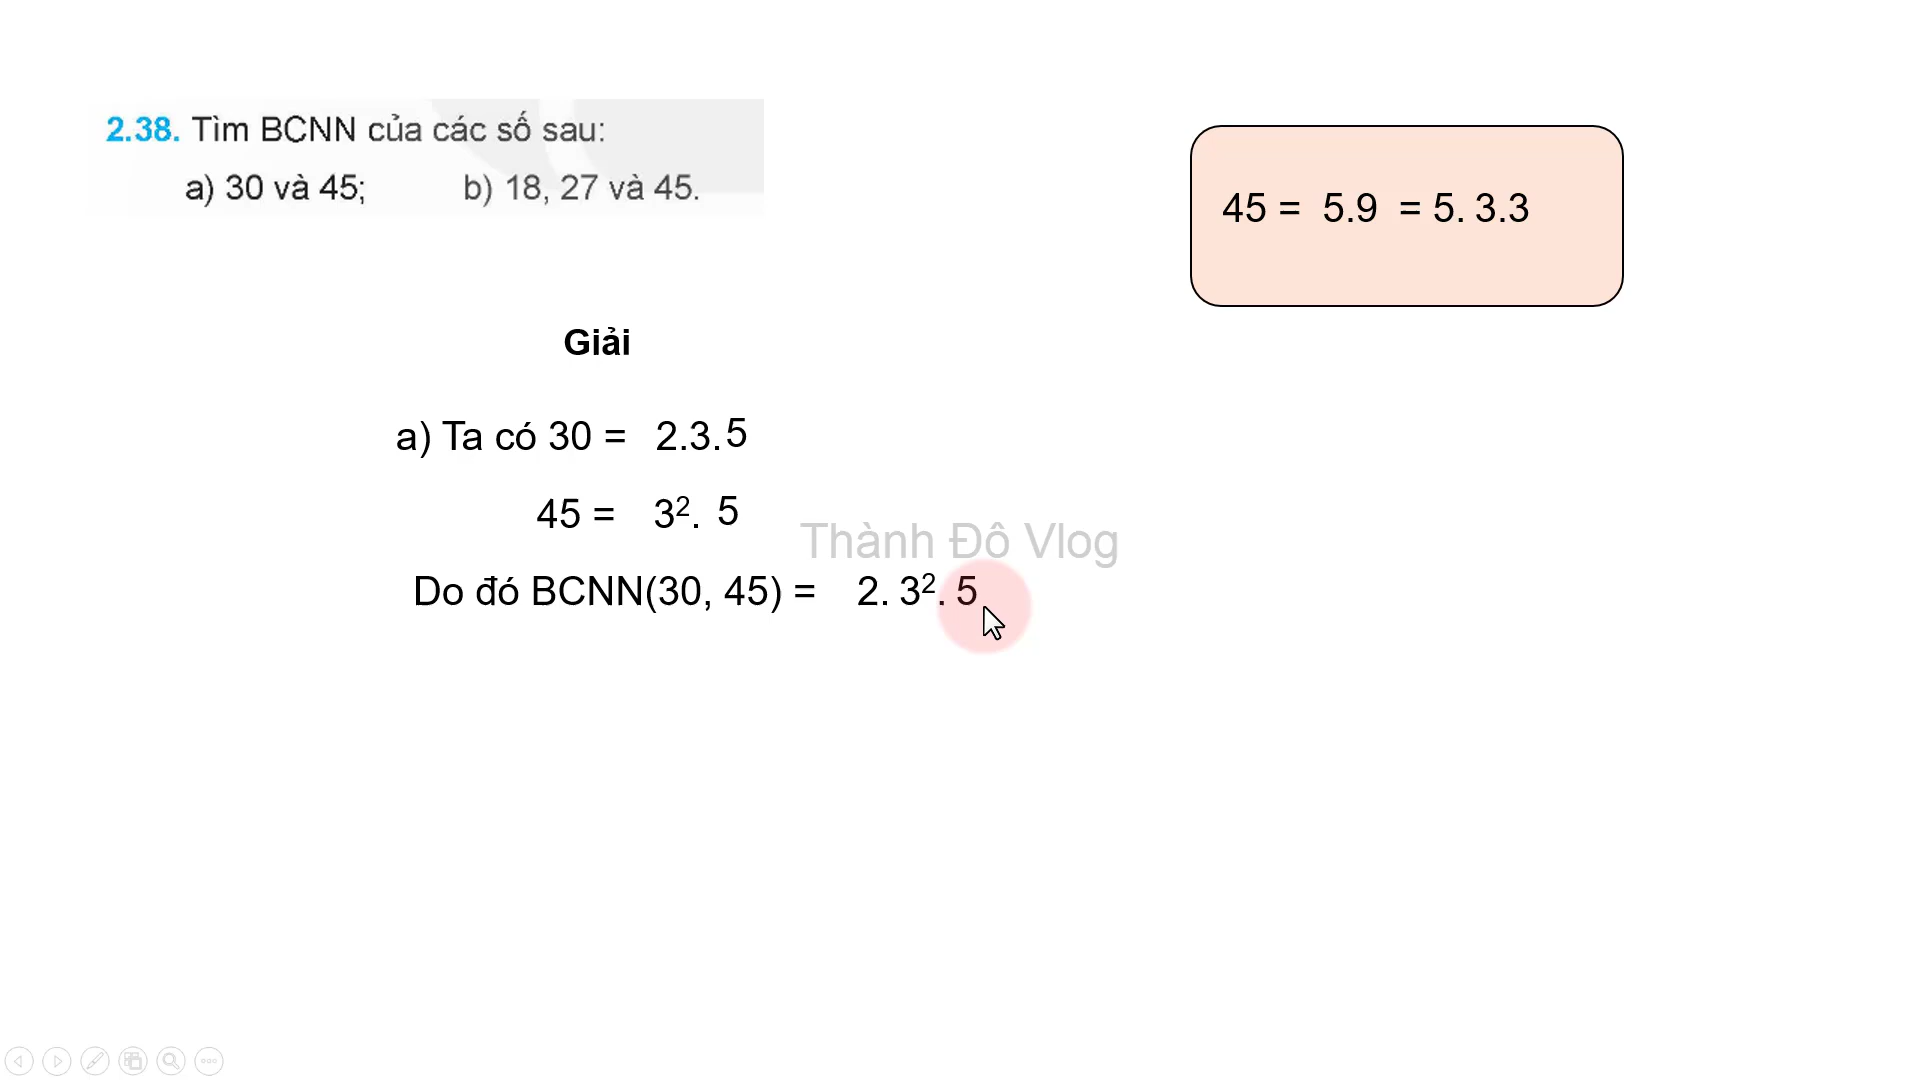 2.38. Tìm BCNN của các số sau:
a) 30 và 45; b) 18, 27 và 45.
45 = 5.9 = 5. 3.3
Giải
a) Ta có 30 = 2.3.5
45 = 3². 5
Thành Đô Vlog
Do đó BCNN(30, 45) = 2. 3². 5